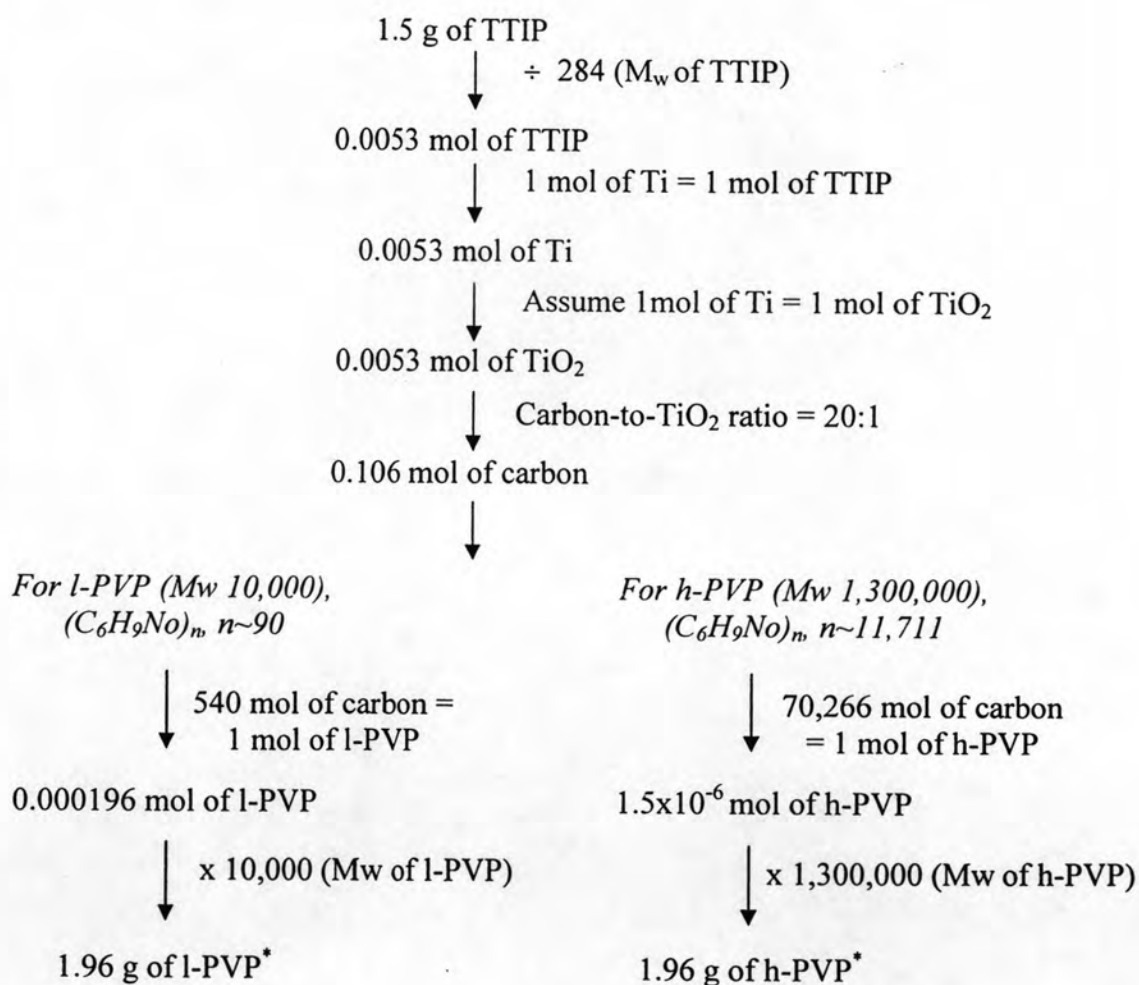 1.5 g of TTIP
÷ 284 (Mw of TTIP)
0.0053 mol of TTIP
1 mol of Ti = 1 mol of TTIP
0.0053 mol of Ti
Assume 1mol of Ti = 1 mol of TiO₂
0.0053 mol of TiO₂
Carbon-to-TiO₂ ratio = 20:1
0.106 mol of carbon
For l-PVP (Mw 10,000),
(C₆H₉No)ₙ, n~90
540 mol of carbon =
1 mol of l-PVP
0.000196 mol of l-PVP
x 10,000 (Mw of l-PVP)
1.96 g of l-PVP*
For h-PVP (Mw 1,300,000),
(C₆H₉No)ₙ, n~11,711
70,266 mol of carbon
= 1 mol of h-PVP
1.5x10⁻⁶ mol of h-PVP
x 1,300,000 (Mw of h-PVP)
1.96 g of h-PVP*